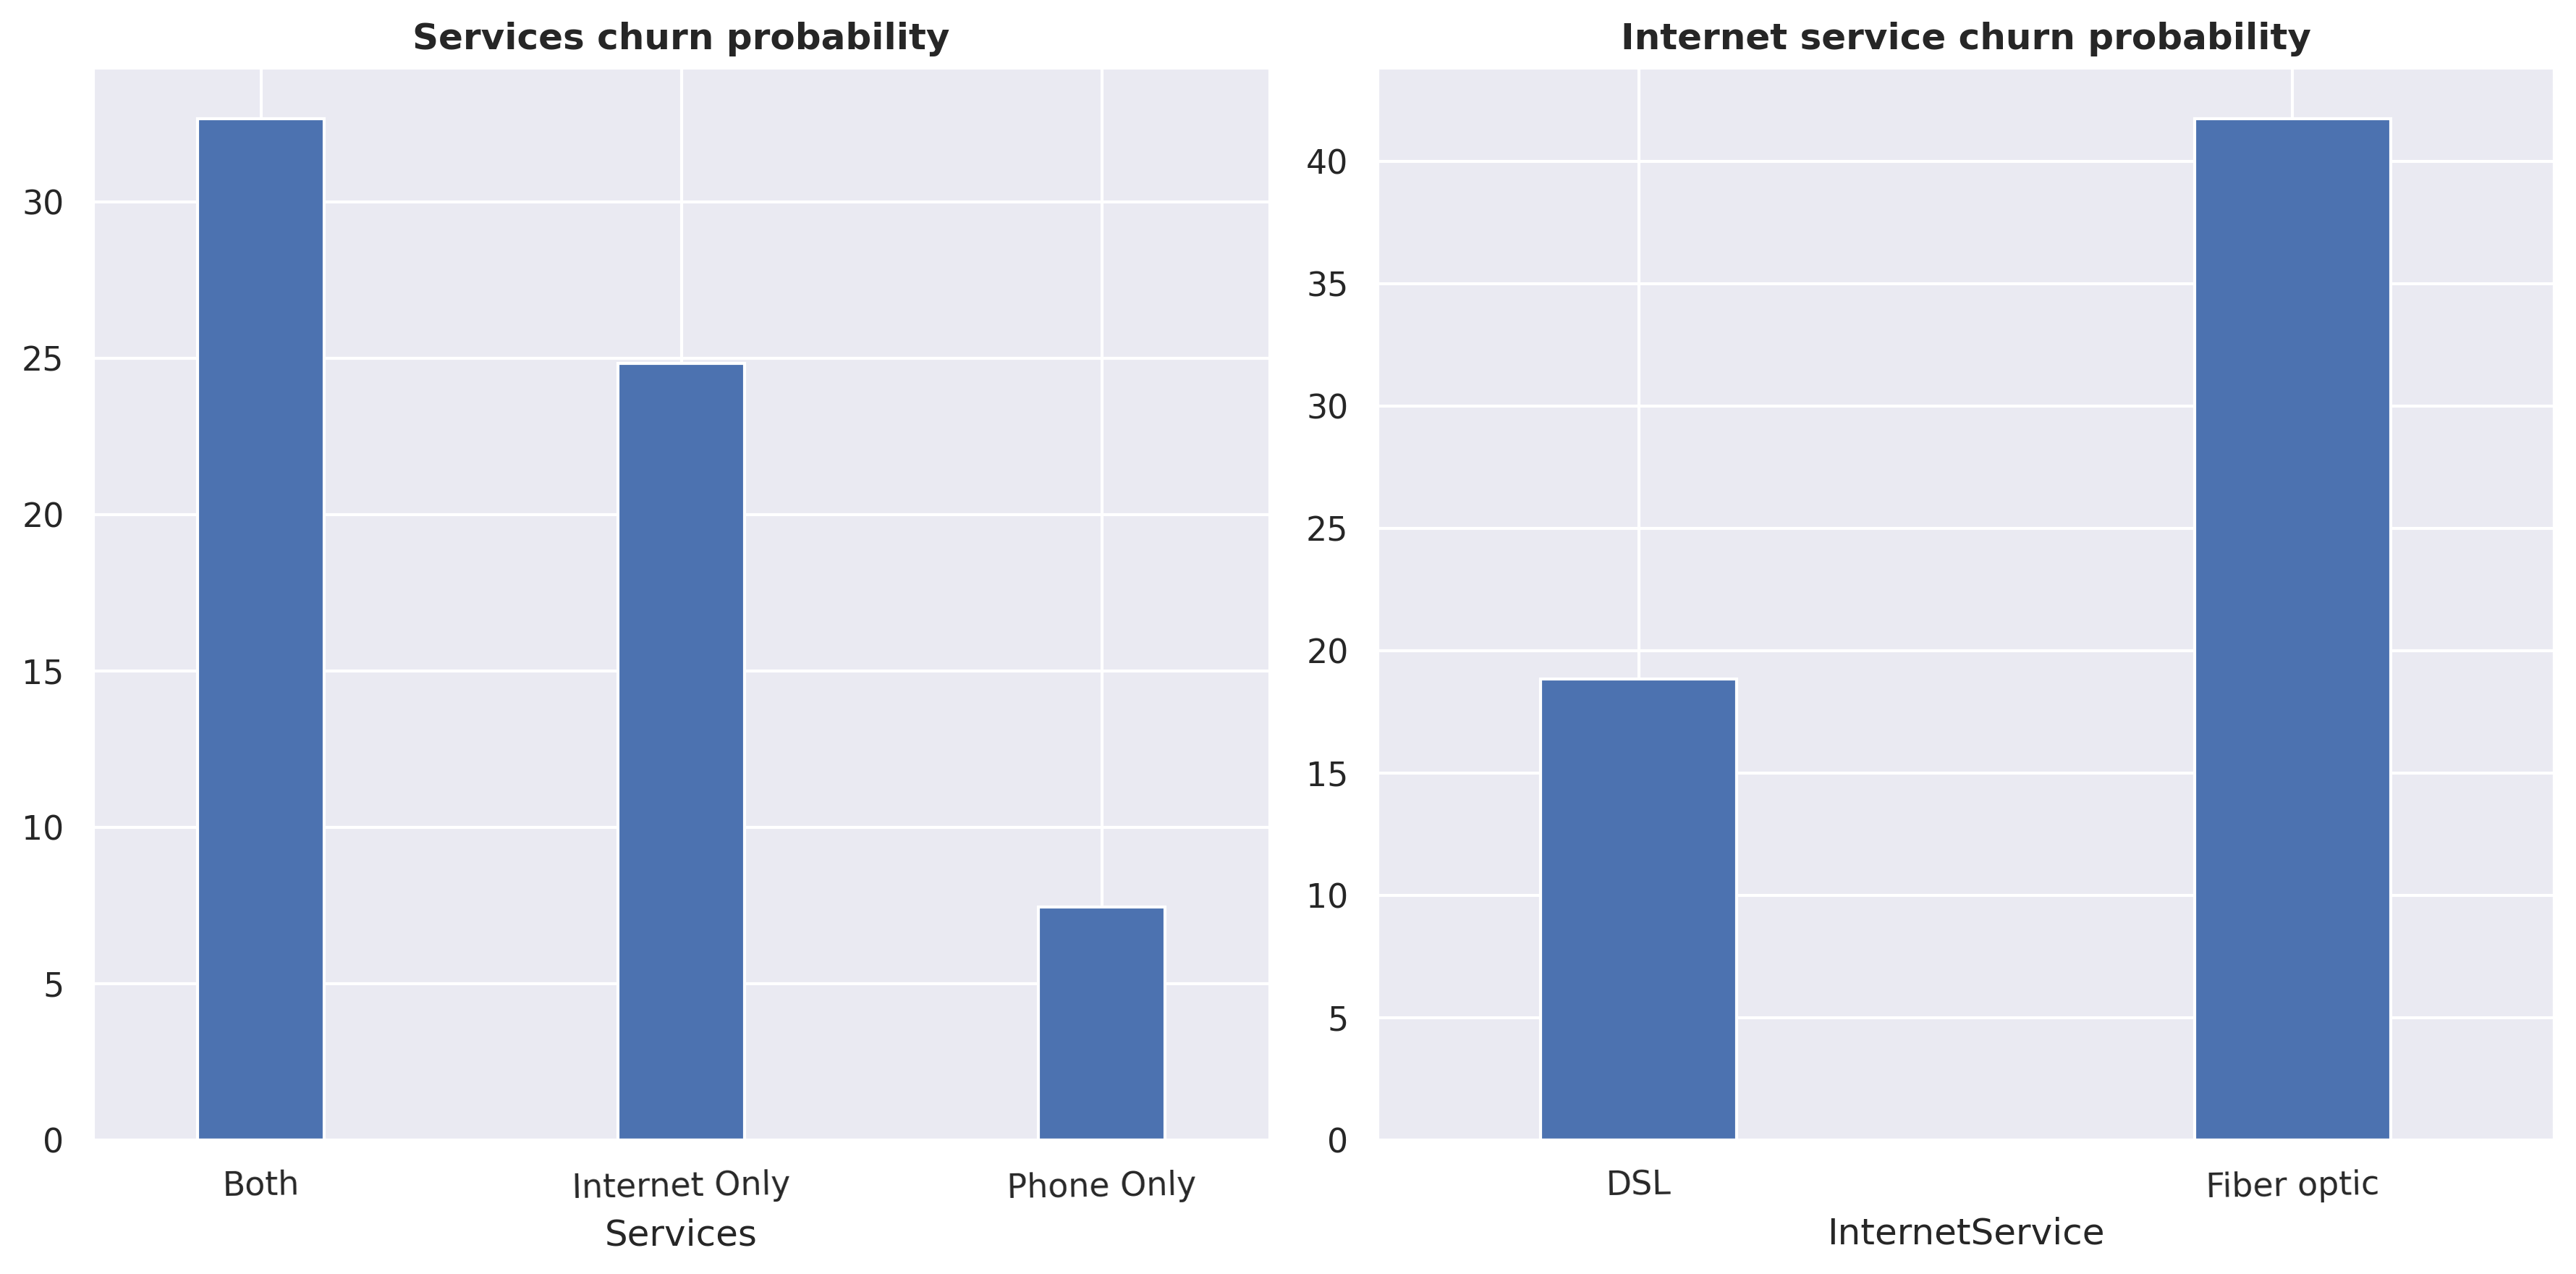 Services churn probability
30
25
20
15
10
5
0
Both
Internet Only
Phone Only
Services
Internet service churn probability
40
35
30
25
20
15
10
5
0
DSL
Fiber optic
InternetService